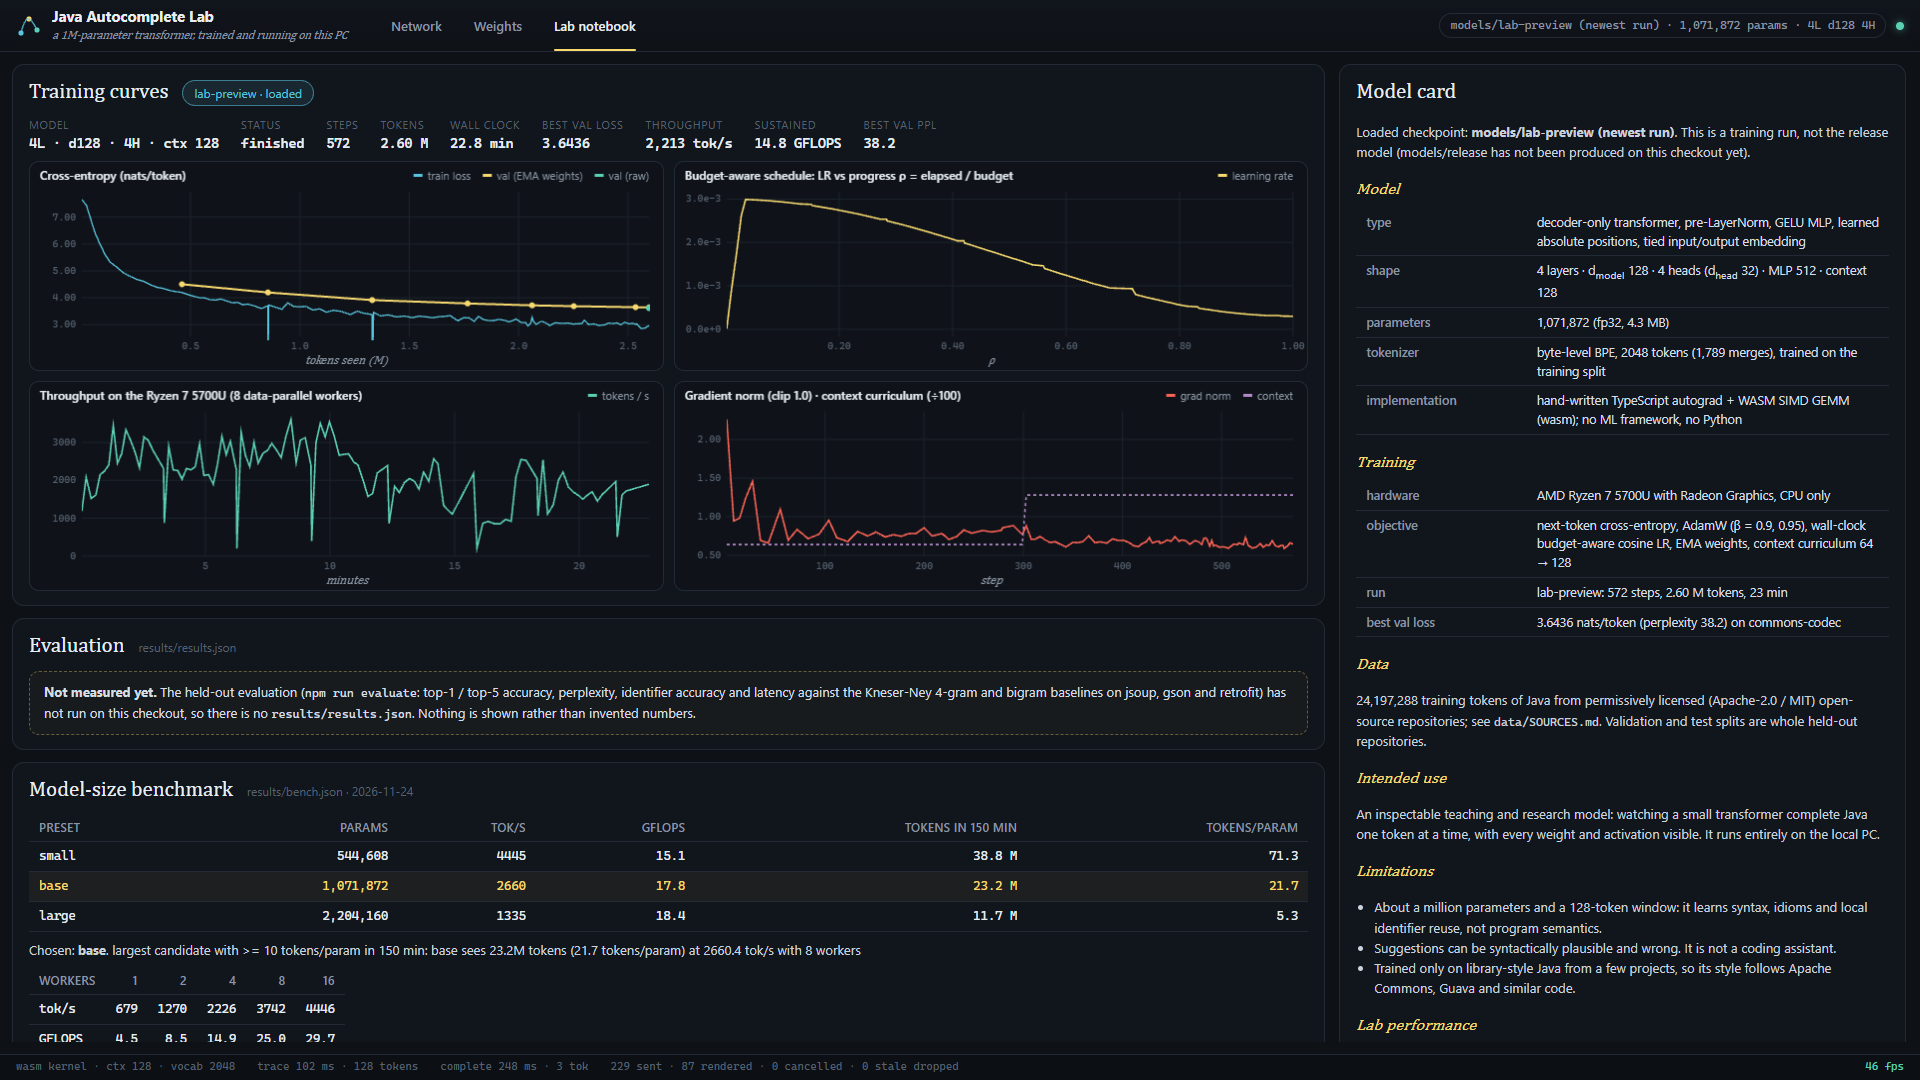 Java Autocomplete Lab
a 1M-parameter transformer, trained and running on this PC
Network Weights Lab notebook
models/lab-preview (newest run) · 1,071,872 params · 4L d128 4H
Training curves lab-preview · loaded
MODEL STATUS STEPS TOKENS WALL CLOCK BEST VAL LOSS THROUGHPUT SUSTAINED BEST VAL PPL
4L · d128 · 4H · ctx 128 finished 572 2.60 M 22.8 min 3.6436 2,213 tok/s 14.8 GFLOPS 38.2
Cross-entropy (nats/token) train loss val (EMA weights) val (raw)
7.00
6.00
5.00
4.00
3.00
0.5 1.0 1.5 2.0 2.5
tokens seen (M)
Budget-aware schedule: LR vs progress ρ = elapsed / budget learning rate
3.0e-3
2.0e-3
1.0e-3
0.0e+0
0.20 0.40 0.60 0.80 1.00
ρ
Throughput on the Ryzen 7 5700U (8 data-parallel workers) tokens / s
3000
2000
1000
0
5 10 15 20
minutes
Gradient norm (clip 1.0) · context curriculum (÷100) grad norm context
2.00
1.50
1.00
0.50
100 200 300 400 500
step
Evaluation results/results.json
Not measured yet. The held-out evaluation (npm run evaluate: top-1 / top-5 accuracy, perplexity, identifier accuracy and latency against the Kneser-Ney 4-gram and bigram baselines on jsoup, gson and retrofit) has
not run on this checkout, so there is no results/results.json. Nothing is shown rather than invented numbers.
Model-size benchmark results/bench.json · 2026-11-24
PRESET PARAMS TOK/S GFLOPS TOKENS IN 150 MIN TOKENS/PARAM
small 544,608 4445 15.1 38.8 M 71.3
base 1,071,872 2660 17.8 23.2 M 21.7
large 2,204,160 1335 18.4 11.7 M 5.3
Chosen: base. largest candidate with >= 10 tokens/param in 150 min: base sees 23.2M tokens (21.7 tokens/param) at 2660.4 tok/s with 8 workers
WORKERS 1 2 4 8 16
tok/s 679 1270 2226 3742 4446
GFLOPS 4.5 8.5 14.9 25.0 29.7
Model card
Loaded checkpoint: models/lab-preview (newest run). This is a training run, not the release
model (models/release has not been produced on this checkout yet).
Model
type decoder-only transformer, pre-LayerNorm, GELU MLP, learned
absolute positions, tied input/output embedding
shape 4 layers · dmodel 128 · 4 heads (dhead 32) · MLP 512 · context
128
parameters 1,071,872 (fp32, 4.3 MB)
tokenizer byte-level BPE, 2048 tokens (1,789 merges), trained on the
training split
implementation hand-written TypeScript autograd + WASM SIMD GEMM
(wasm); no ML framework, no Python
Training
hardware AMD Ryzen 7 5700U with Radeon Graphics, CPU only
objective next-token cross-entropy, AdamW (β = 0.9, 0.95), wall-clock
budget-aware cosine LR, EMA weights, context curriculum 64
→ 128
run lab-preview: 572 steps, 2.60 M tokens, 23 min
best val loss 3.6436 nats/token (perplexity 38.2) on commons-codec
Data
24,197,288 training tokens of Java from permissively licensed (Apache-2.0 / MIT) open-
source repositories; see data/SOURCES.md. Validation and test splits are whole held-out
repositories.
Intended use
An inspectable teaching and research model: watching a small transformer complete Java
one token at a time, with every weight and activation visible. It runs entirely on the local PC.
Limitations
• About a million parameters and a 128-token window: it learns syntax, idioms and local
identifier reuse, not program semantics.
• Suggestions can be syntactically plausible and wrong. It is not a coding assistant.
• Trained only on library-style Java from a few projects, so its style follows Apache
Commons, Guava and similar code.
Lab performance
wasm kernel · ctx 128 · vocab 2048 trace 102 ms · 128 tokens complete 248 ms · 3 tok 229 sent · 87 rendered · 0 cancelled · 0 stale dropped 46 fps